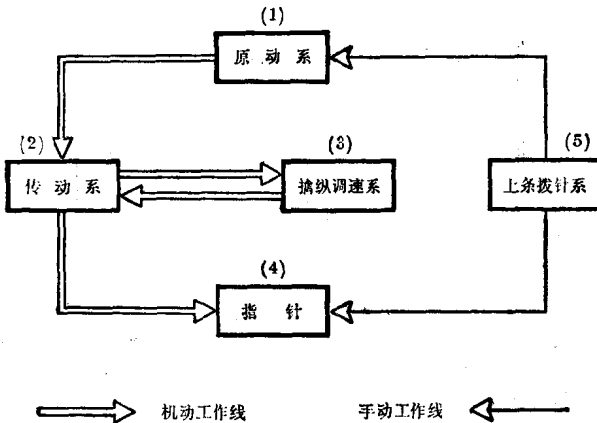 (1)
原动系
(2)
传动系
(3)
擒纵调速系
(5)
上条拨针系
(4)
指针
机动工作线
手动工作线